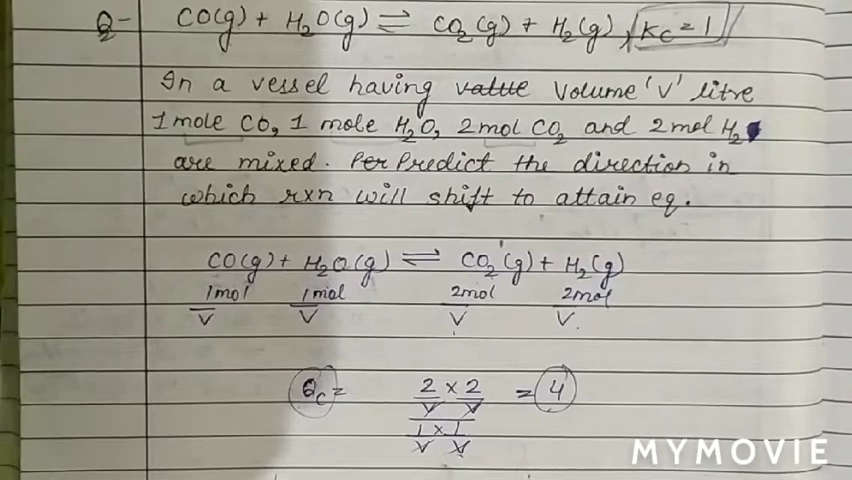 Q- CO(g) + H₂O(g) ⇌ CO₂(g) + H₂(g), Kc = 1
In a vessel having value Volume 'V' litre
1 mole CO, 1 mole H₂O, 2 mol CO₂ and 2 mol H₂
are mixed. Per Predict the direction in
which rxn will shift to attain eq.
CO(g) + H₂O(g) ⇌ CO₂(g) + H₂(g)
1mol 1mol 2mol 2mol
V V V V.
Qc = 2 × 2 = 4
V V
1 × 1
V V
MYMOVIE